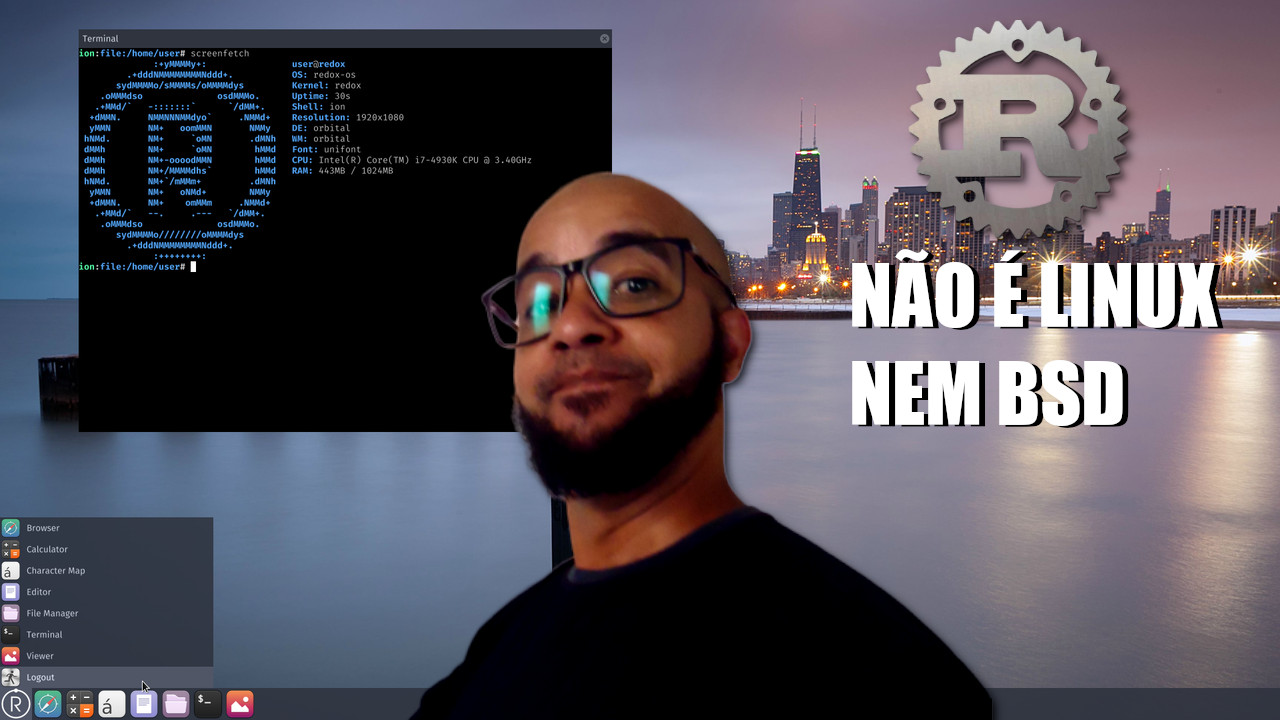 Terminal
ion:file:/home/user# screenfetch
user@redox
OS: redox-os
Kernel: redox
Uptime: 30s
Shell: ion
Resolution: 1920x1080
DE: orbital
WM: orbital
Font: unifont
CPU: Intel(R) Core(TM) i7-4930K CPU @ 3.40GHz
RAM: 443MB / 1024MB
ion:file:/home/user#
R
NÃO É LINUX
NEM BSD
Browser
Calculator
Character Map
Editor
File Manager
Terminal
Viewer
Logout